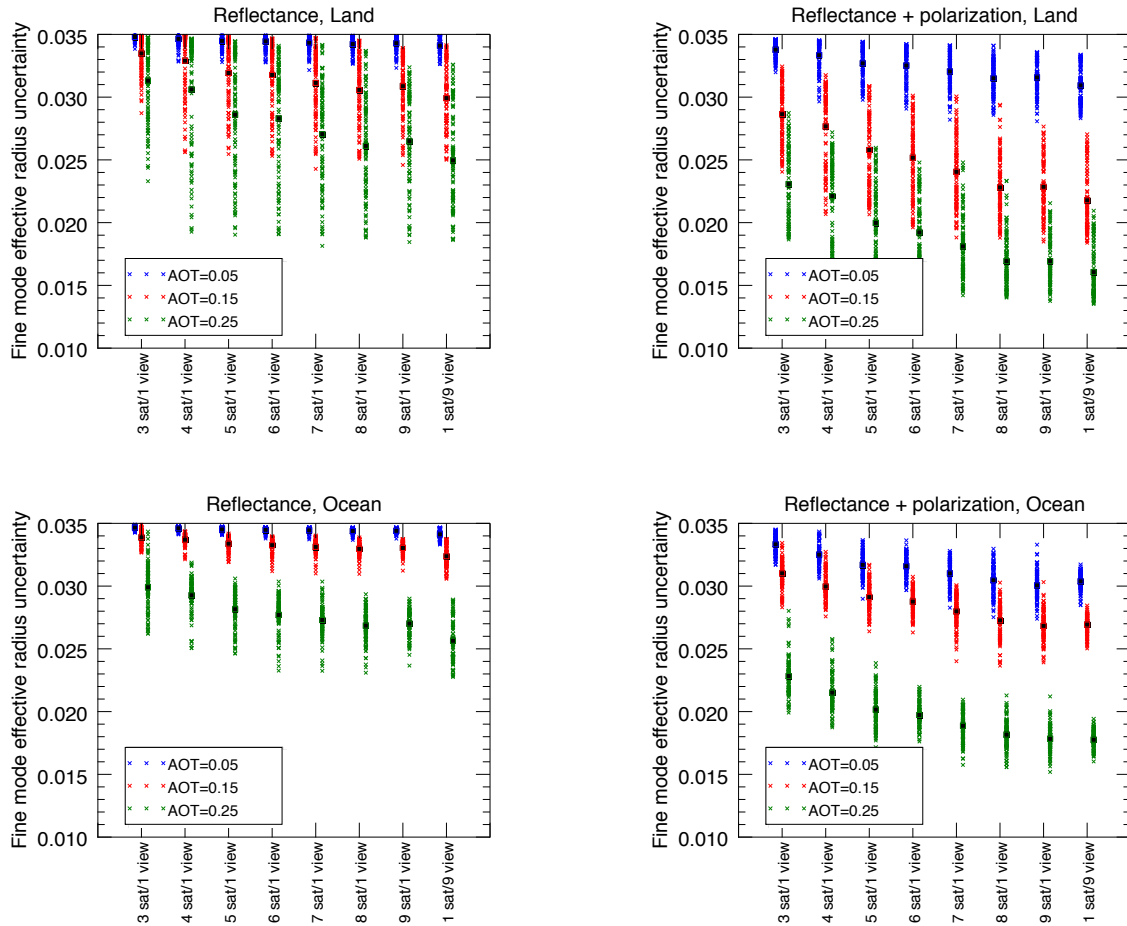 Reflectance, Land
Fine mode effective radius uncertainty
0.035
0.030
0.025
0.020
0.015
0.010
AOT=0.05
AOT=0.15
AOT=0.25
3 sat/1 view
4 sat/1 view
5 sat/1 view
6 sat/1 view
7 sat/1 view
8 sat/1 view
9 sat/1 view
1 sat/9 view
Reflectance + polarization, Land
Fine mode effective radius uncertainty
0.035
0.030
0.025
0.020
0.015
0.010
AOT=0.05
AOT=0.15
AOT=0.25
3 sat/1 view
4 sat/1 view
5 sat/1 view
6 sat/1 view
7 sat/1 view
8 sat/1 view
9 sat/1 view
1 sat/9 view
Reflectance, Ocean
Fine mode effective radius uncertainty
0.035
0.030
0.025
0.020
0.015
0.010
AOT=0.05
AOT=0.15
AOT=0.25
3 sat/1 view
4 sat/1 view
5 sat/1 view
6 sat/1 view
7 sat/1 view
8 sat/1 view
9 sat/1 view
1 sat/9 view
Reflectance + polarization, Ocean
Fine mode effective radius uncertainty
0.035
0.030
0.025
0.020
0.015
0.010
AOT=0.05
AOT=0.15
AOT=0.25
3 sat/1 view
4 sat/1 view
5 sat/1 view
6 sat/1 view
7 sat/1 view
8 sat/1 view
9 sat/1 view
1 sat/9 view